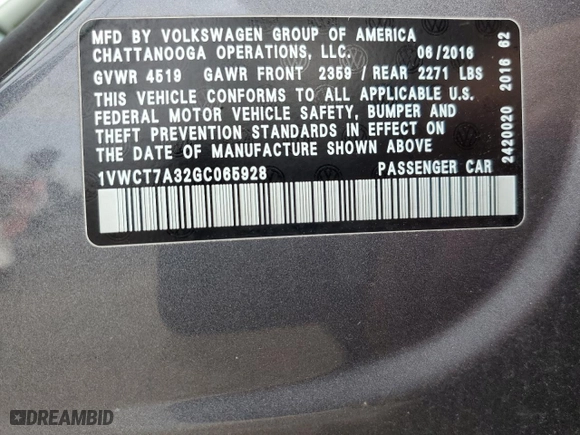 MFD BY VOLKSWAGEN GROUP OF AMERICA
CHATTANOOGA OPERATIONS, LLC. 06/2016
GVWR 4519 GAWR FRONT 2359 / REAR 2271 LBS
THIS VEHICLE CONFORMS TO ALL APPLICABLE U.S.
FEDERAL MOTOR VEHICLE SAFETY, BUMPER AND
THEFT PREVENTION STANDARDS IN EFFECT ON
THE DATE OF MANUFACTURE SHOWN ABOVE
1VWCT7A32GC065928 PASSENGER CAR
2420020 2016 62
DREAMBID